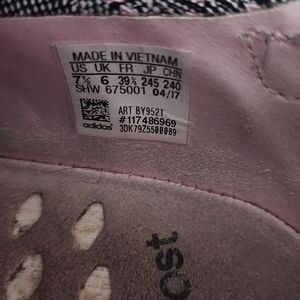 MADE IN VIETNAM
US UK FR JP CHN
7½ 6 39⅓ 245 240
SHW 675001 04/17
ART BY9521
#117486969
adidas 3DK79Z5500089
ost